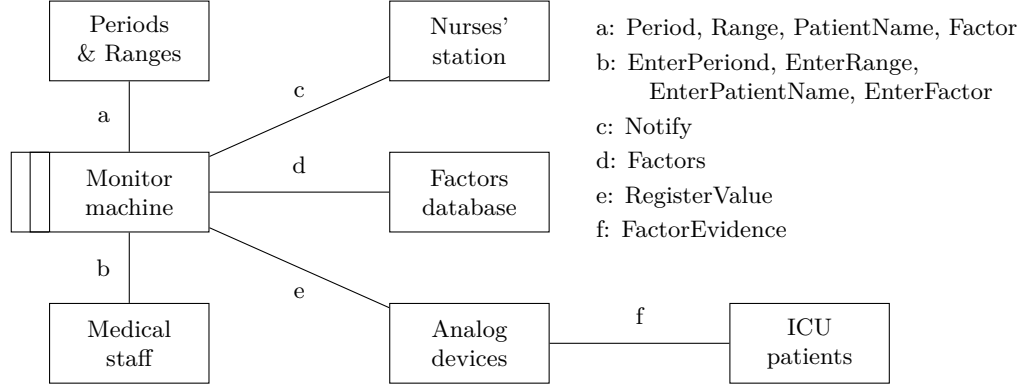 Periods
& Ranges
Nurses’
station
a: Period, Range, PatientName, Factor
b: EnterPeriond, EnterRange,
EnterPatientName, EnterFactor
c: Notify
d: Factors
e: RegisterValue
f: FactorEvidence
a
c
Monitor
machine
d
Factors
database
b
e
Medical
staff
Analog
devices
f
ICU
patients